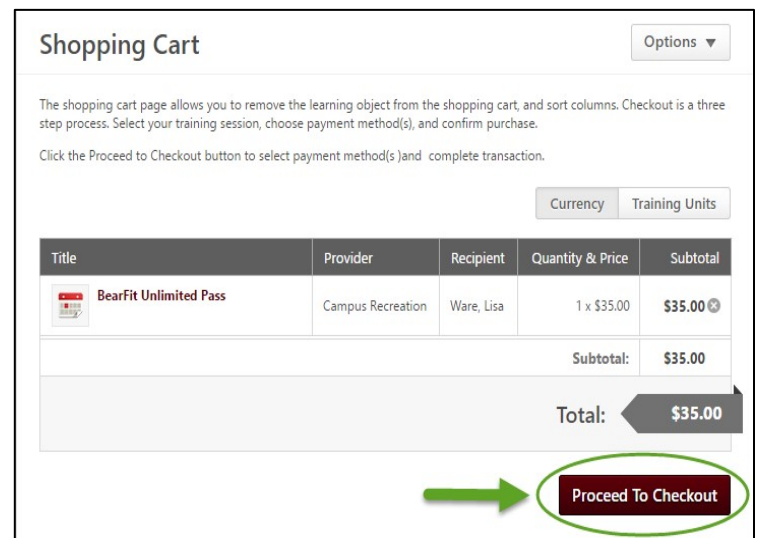 Shopping Cart
Options ▼
The shopping cart page allows you to remove the learning object from the shopping cart, and sort columns. Checkout is a three
step process. Select your training session, choose payment method(s), and confirm purchase.
Click the Proceed to Checkout button to select payment method(s )and complete transaction.
Currency Training Units
Title Provider Recipient Quantity & Price Subtotal
BearFit Unlimited Pass Campus Recreation Ware, Lisa 1 x $35.00 $35.00
Subtotal: $35.00
Total: $35.00
Proceed To Checkout